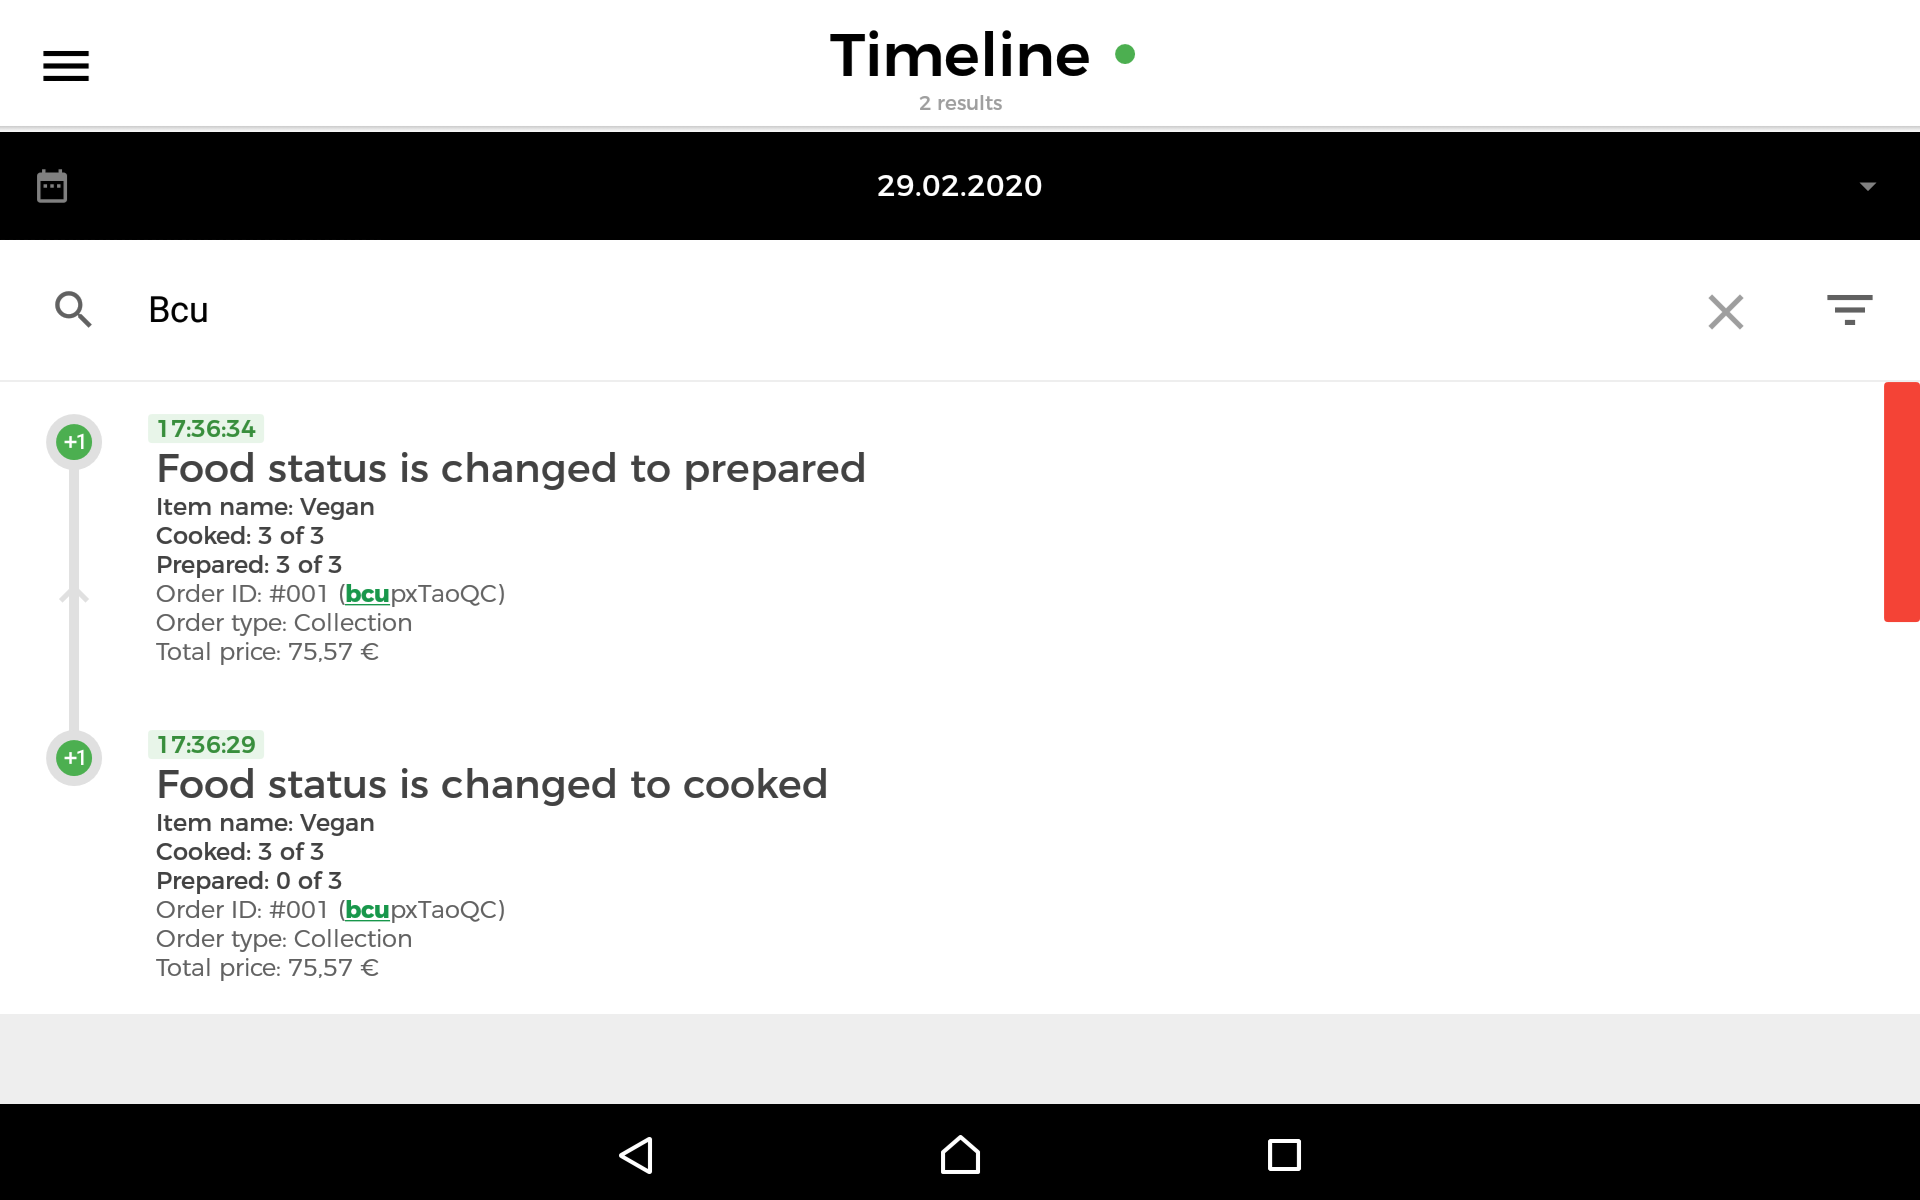 Timeline
2 results
29.02.2020
Bcu
+1
17:36:34
Food status is changed to prepared
Item name: Vegan
Cooked: 3 of 3
Prepared: 3 of 3
Order ID: #001 (bcupxTaoQC)
Order type: Collection
Total price: 75,57 €
+1
17:36:29
Food status is changed to cooked
Item name: Vegan
Cooked: 3 of 3
Prepared: 0 of 3
Order ID: #001 (bcupxTaoQC)
Order type: Collection
Total price: 75,57 €